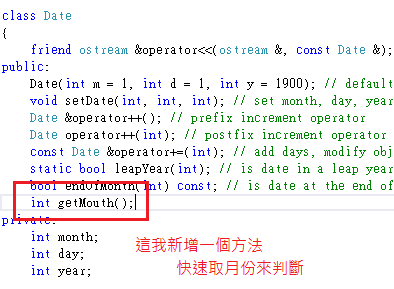 class Date
{
friend ostream &operator<<(ostream &, const Date &);
public:
Date(int m = 1, int d = 1, int y = 1900); // default
void setDate(int, int, int); // set month, day, year
Date &operator++(); // prefix increment operator
Date operator++(int); // postfix increment operator
const Date &operator+=(int); // add days, modify obj
static bool leapYear(int); // is date in a leap year
bool endOfMonth(int) const; // is date at the end of
int getMouth();
private:
int month;
int day;
int year;
這我新增一個方法
快速取月份來判斷